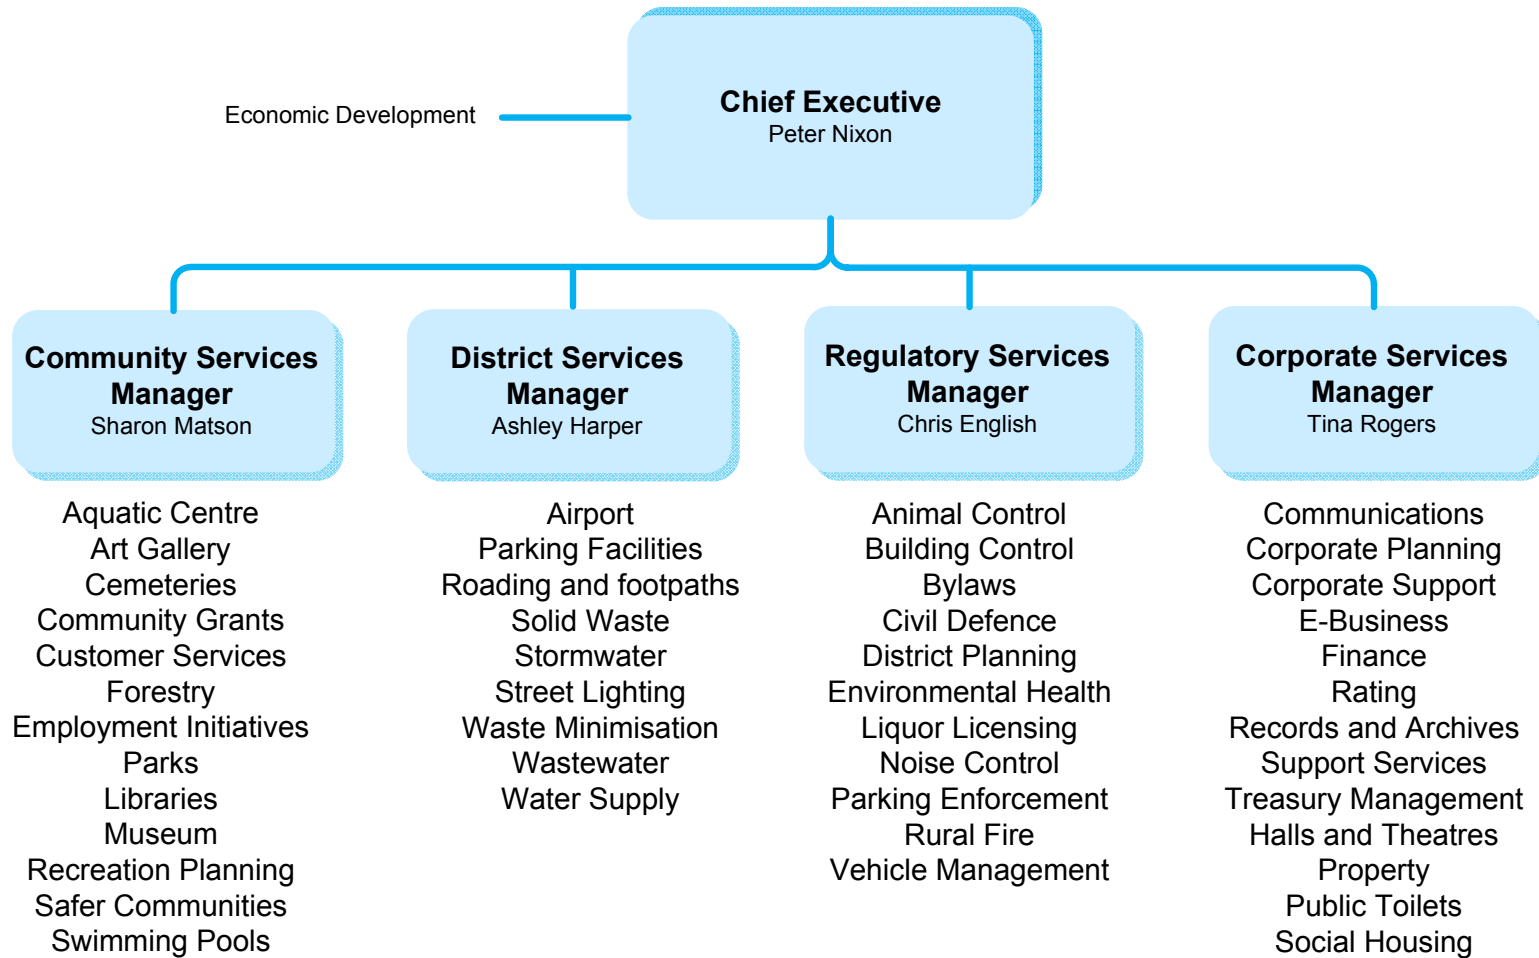 Chief Executive
Peter Nixon
Economic Development
Community Services
Manager
Sharon Matson
Aquatic Centre
Art Gallery
Cemeteries
Community Grants
Customer Services
Forestry
Employment Initiatives
Parks
Libraries
Museum
Recreation Planning
Safer Communities
Swimming Pools
District Services
Manager
Ashley Harper
Airport
Parking Facilities
Roading and footpaths
Solid Waste
Stormwater
Street Lighting
Waste Minimisation
Wastewater
Water Supply
Regulatory Services
Manager
Chris English
Animal Control
Building Control
Bylaws
Civil Defence
District Planning
Environmental Health
Liquor Licensing
Noise Control
Parking Enforcement
Rural Fire
Vehicle Management
Corporate Services
Manager
Tina Rogers
Communications
Corporate Planning
Corporate Support
E-Business
Finance
Rating
Records and Archives
Support Services
Treasury Management
Halls and Theatres
Property
Public Toilets
Social Housing